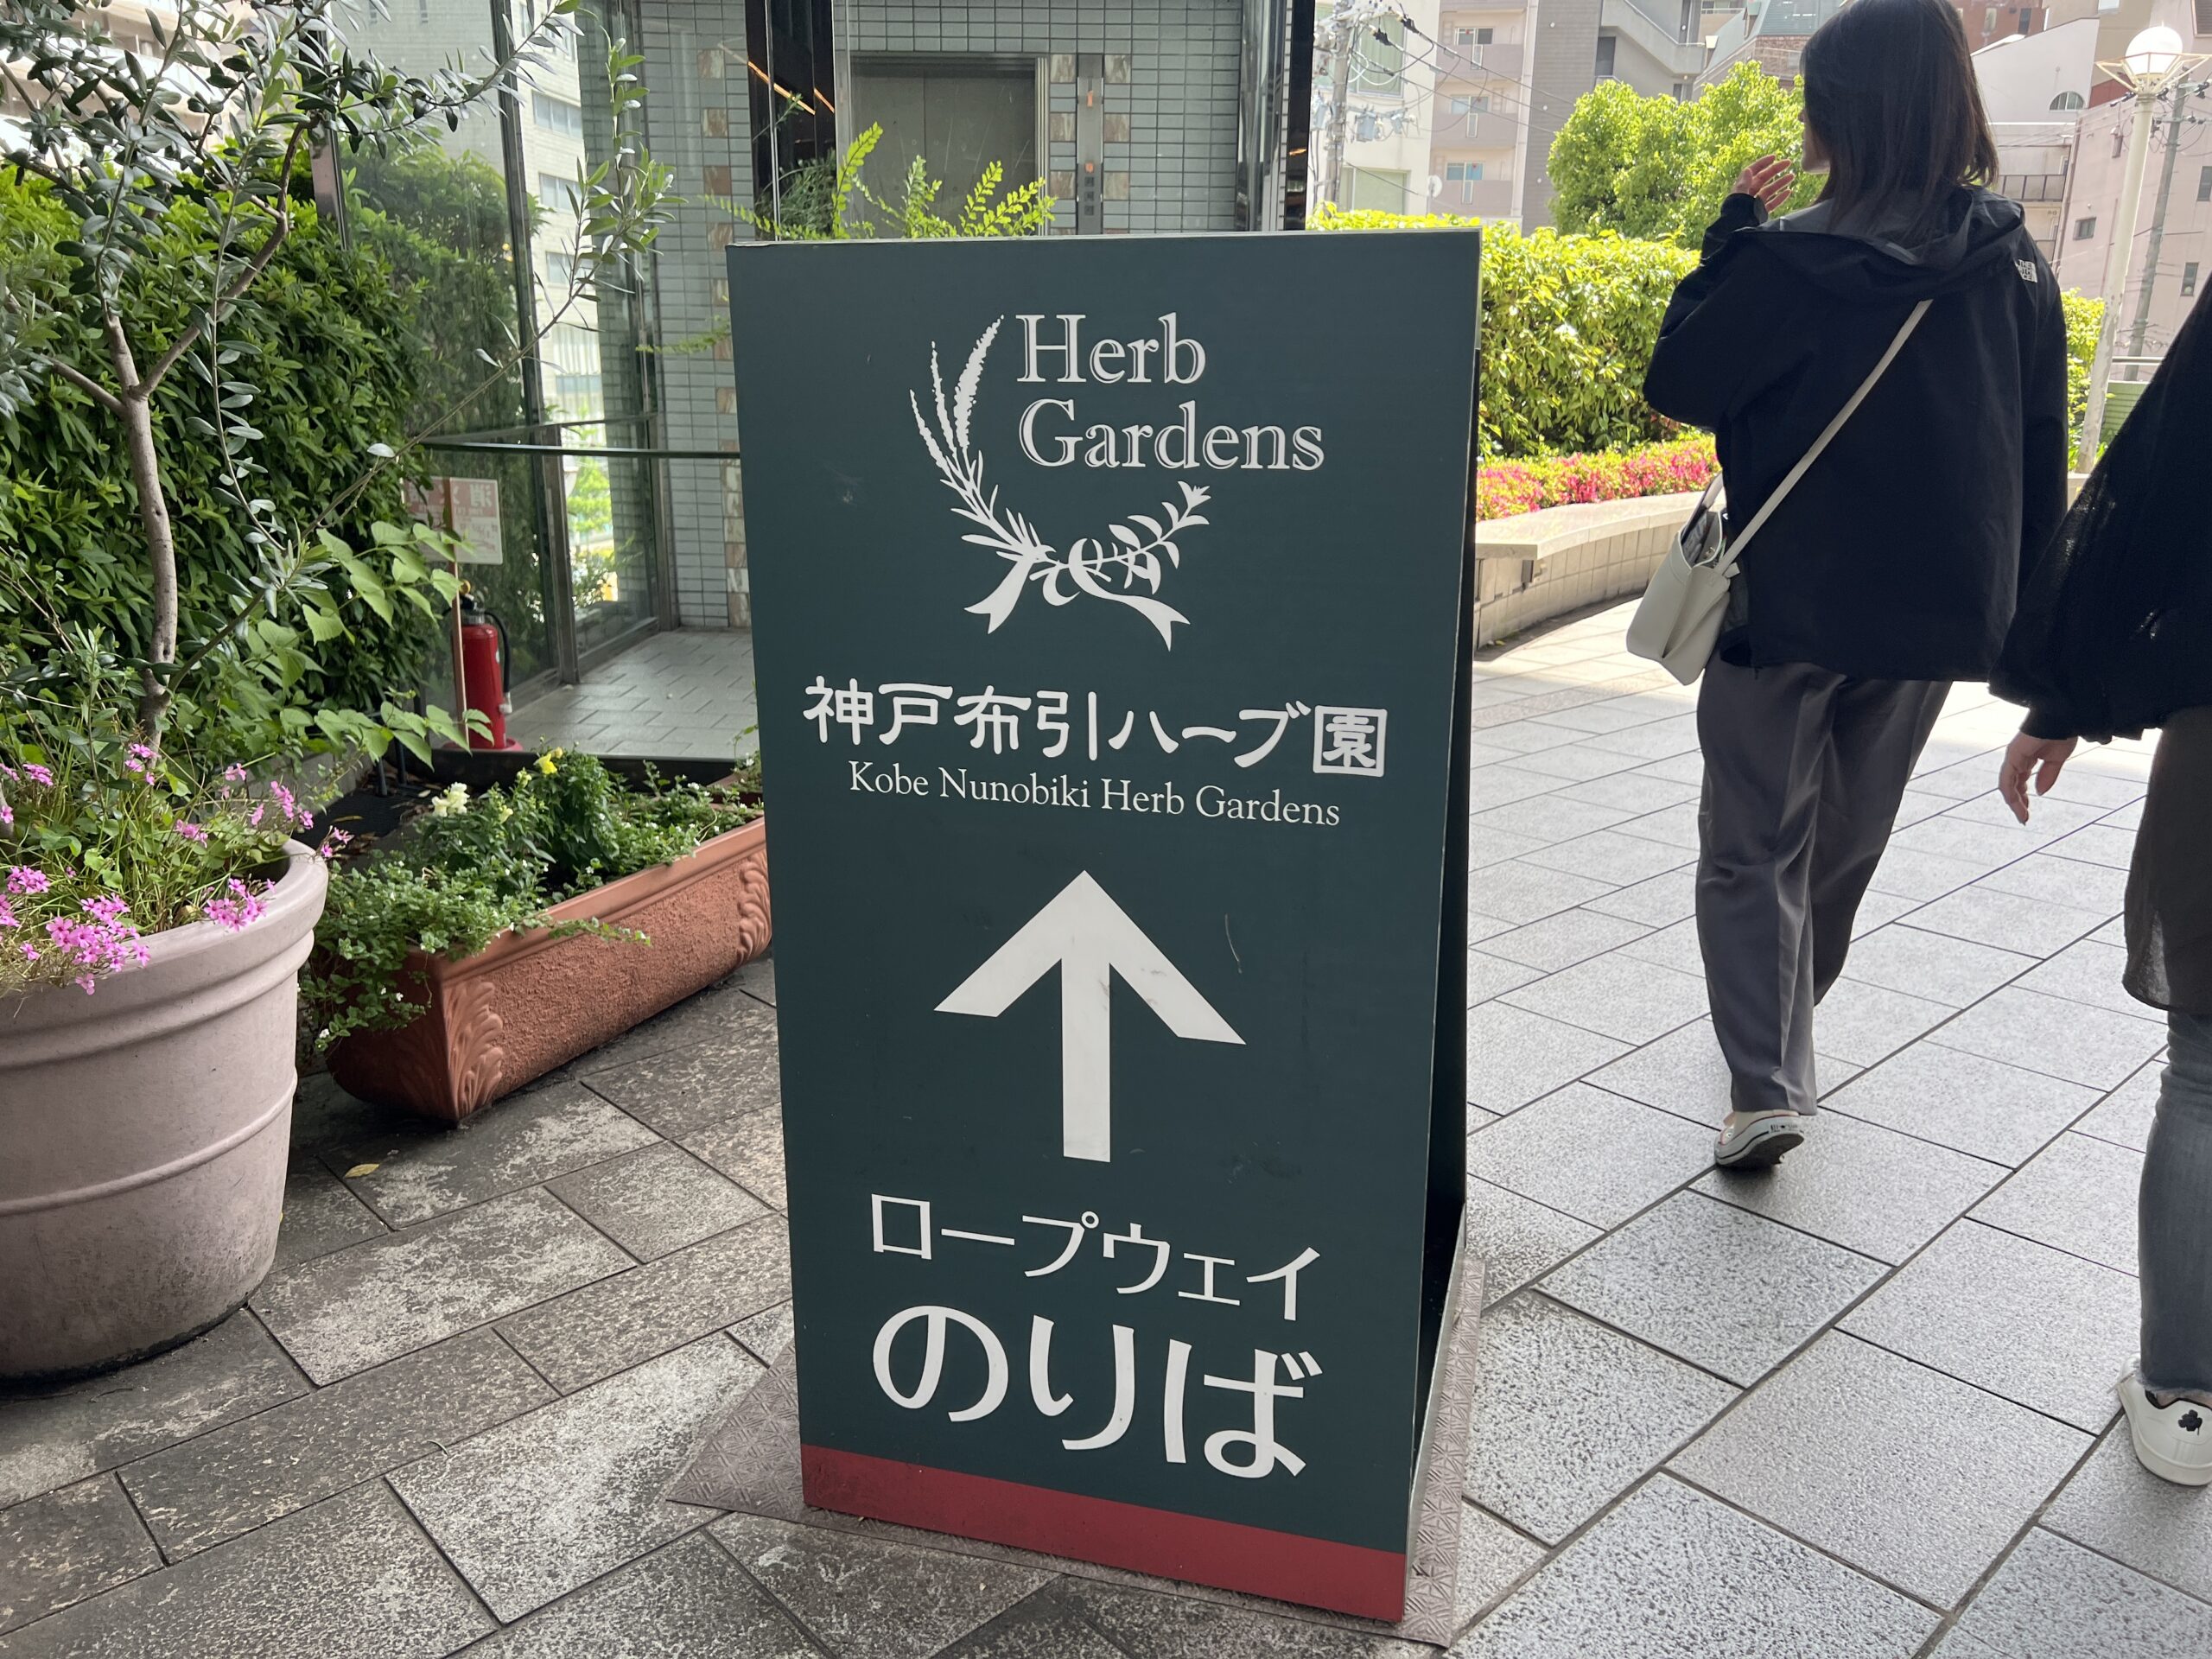 Herb
Gardens
神戸布引ハーブ園
Kobe Nunobiki Herb Gardens
ロープウェイ
のりば